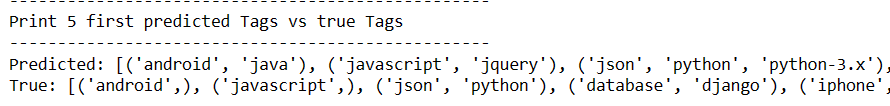 --------------------------------------------------
Print 5 first predicted Tags vs true Tags
--------------------------------------------------
Predicted: [('android', 'java'), ('javascript', 'jquery'), ('json', 'python', 'python-3.x'),
True: [('android',), ('javascript',), ('json', 'python'), ('database', 'django'), ('iphone',